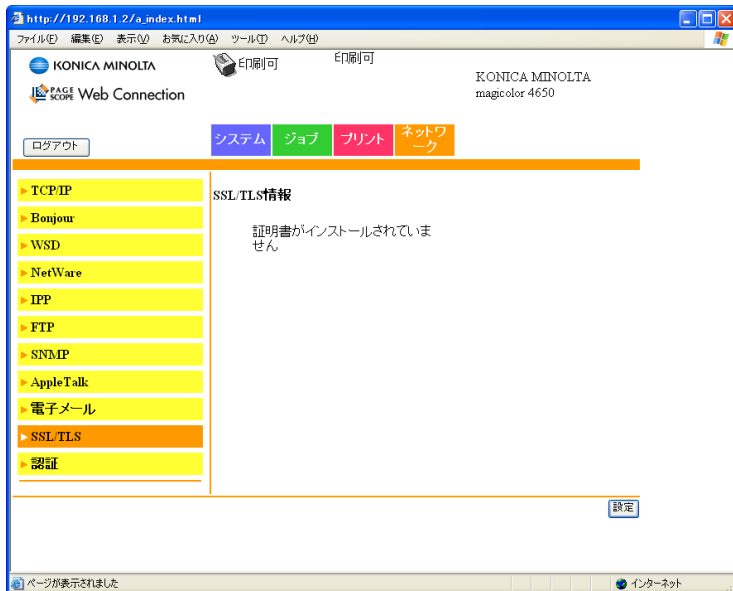 http://192.168.1.2/a_index.html
ファイル(F) 編集(E) 表示(V) お気に入り(A) ツール(T) ヘルプ(H)
KONICA MINOLTA
印刷可
印刷可
KONICA MINOLTA
magicolor 4650
PAGE SCOPE Web Connection
ログアウト
システム
ジョブ
プリント
ネットワ
ーク
TCP/IP
Bonjour
WSD
NetWare
IPP
FTP
SNMP
AppleTalk
電子メール
SSL/TLS
認証
SSL/TLS情報
証明書がインストールされていま
せん
設定
ページが表示されました
インターネット